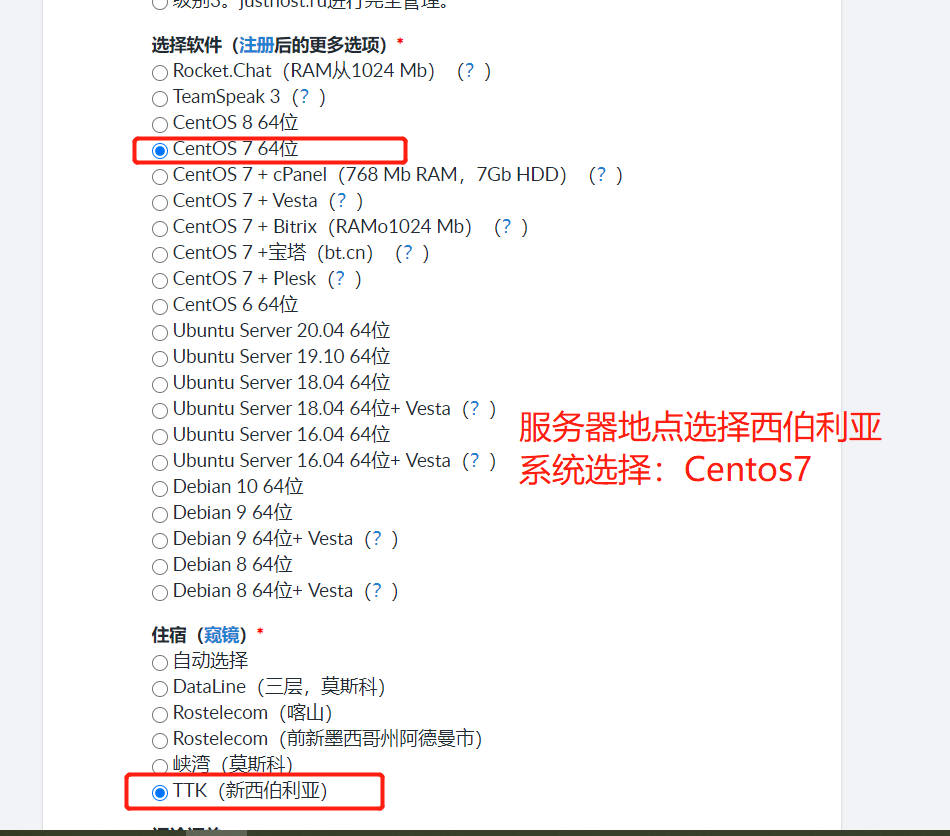 级别3。justhost.ru进行完全管理。
选择软件（注册后的更多选项）*
Rocket.Chat（RAM从1024 Mb）（？）
TeamSpeak 3（？）
CentOS 8 64位
CentOS 7 64位
CentOS 7 + cPanel（768 Mb RAM，7Gb HDD）（？）
CentOS 7 + Vesta（？）
CentOS 7 + Bitrix（RAMo1024 Mb）（？）
CentOS 7 +宝塔（bt.cn）（？）
CentOS 7 + Plesk（？）
CentOS 6 64位
Ubuntu Server 20.04 64位
Ubuntu Server 19.10 64位
Ubuntu Server 18.04 64位
Ubuntu Server 18.04 64位+ Vesta（？）
Ubuntu Server 16.04 64位
Ubuntu Server 16.04 64位+ Vesta（？）
Debian 10 64位
Debian 9 64位
Debian 9 64位+ Vesta（？）
Debian 8 64位
Debian 8 64位+ Vesta（？）
服务器地点选择西伯利亚
系统选择：Centos7
住宿（窥镜）*
自动选择
DataLine（三层，莫斯科）
Rostelecom（喀山）
Rostelecom（前新墨西哥州阿德曼市）
峡湾（莫斯科）
TTK（新西伯利亚）